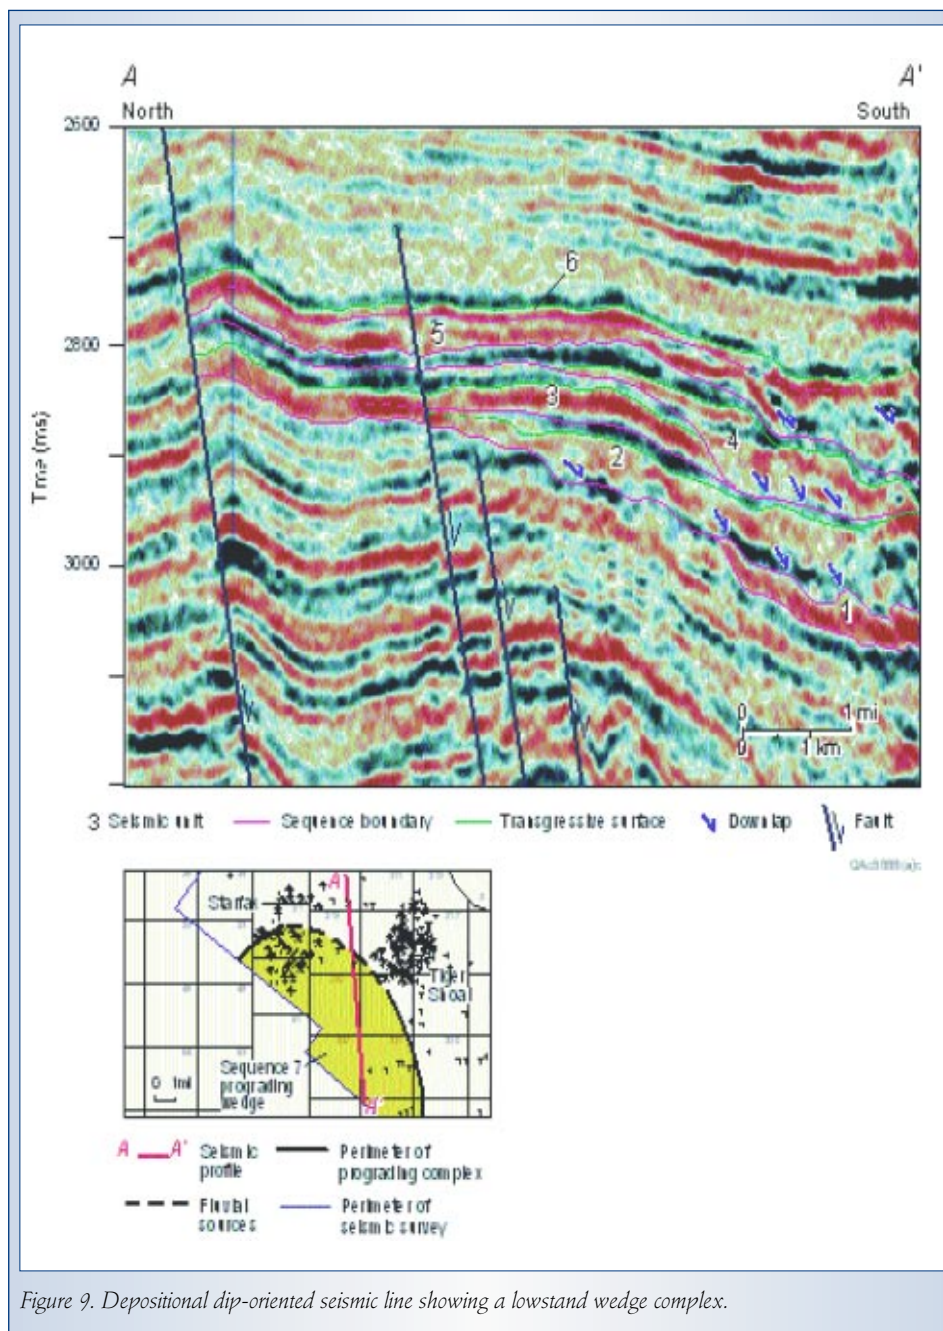 A
A'
North
South
2600
2800
3000
Time (ms)
6
5
3
4
2
1
0
1 mi
0
1 km
3 Seismic unit
Sequence boundary
Transgressive surface
Downlap
Fault
A
Starfak
Tiger
Shoal
Sequence 7
prograding
wedge
0 1mi
A'
A
A'
Seismic
profile
Perimeter of
prograding complex
Fluvial
sources
Perimeter of
seismic survey
Figure 9. Depositional dip-oriented seismic line showing a lowstand wedge complex.